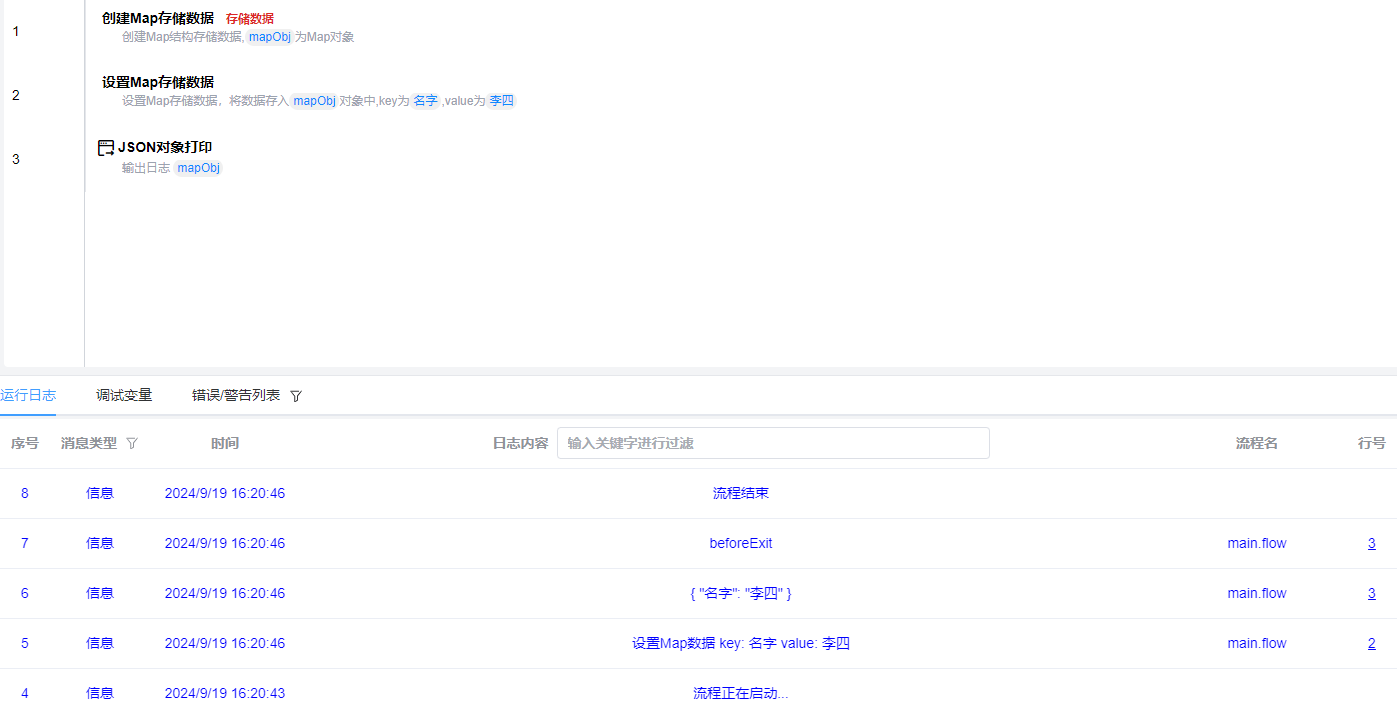 1
创建Map存储数据 存储数据
创建Map结构存储数据, mapObj 为Map对象
2
设置Map存储数据
设置Map存储数据，将数据存入 mapObj 对象中,key为 名字 ,value为 李四
3
JSON对象打印
输出日志 mapObj
运行日志 调试变量 错误/警告列表
序号 消息类型 时间 日志内容 输入关键字进行过滤 流程名 行号
8 信息 2024/9/19 16:20:46 流程结束
7 信息 2024/9/19 16:20:46 beforeExit main.flow 3
6 信息 2024/9/19 16:20:46 { "名字": "李四" } main.flow 3
5 信息 2024/9/19 16:20:46 设置Map数据 key: 名字 value: 李四 main.flow 2
4 信息 2024/9/19 16:20:43 流程正在启动...